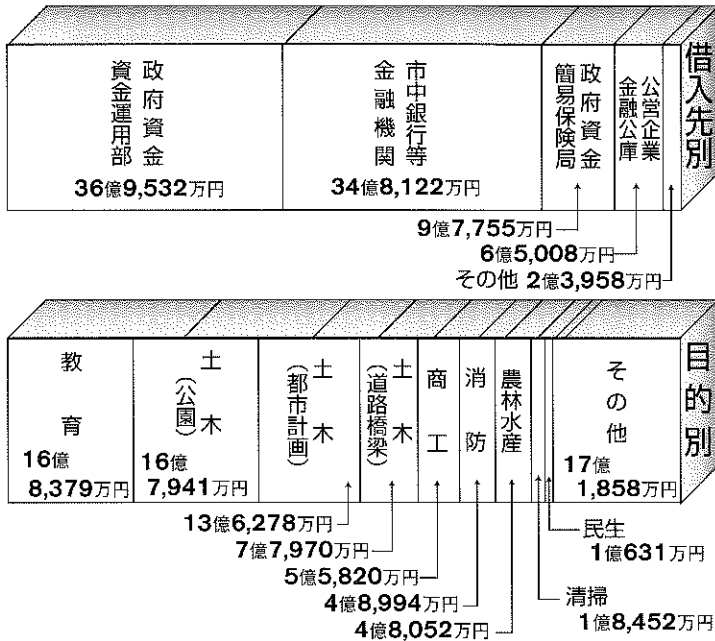 借入先別
政府資金
資金運用部
36億9,532万円
市中銀行等
金融機関
34億8,122万円
政府資金
簡易保険局
公営企業
金融公庫
9億7,755万円
6億5,008万円
その他 2億3,958万円
目的別
教育
16億
8,379万円
土木
(公園)
16億
7,941万円
土木
(都市計画)
土木
(道路橋梁)
商工
消防
農林水産
その他
17億
1,858万円
13億6,278万円
7億7,970万円
5億5,820万円
4億8,994万円
4億8,052万円
民生
1億631万円
清掃
1億8,452万円